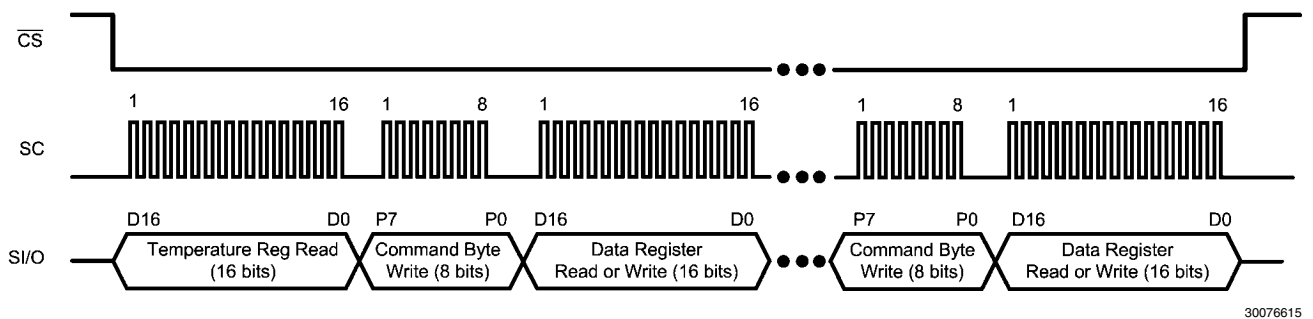 CS
1 16 1 8 1 16 1 8 1 16
SC
D16 D0 P7 P0 D16 D0 P7 P0 D16 D0
SI/O
Temperature Reg Read Command Byte Data Register Command Byte Data Register
(16 bits) Write (8 bits) Read or Write (16 bits) Write (8 bits) Read or Write (16 bits)
30076615